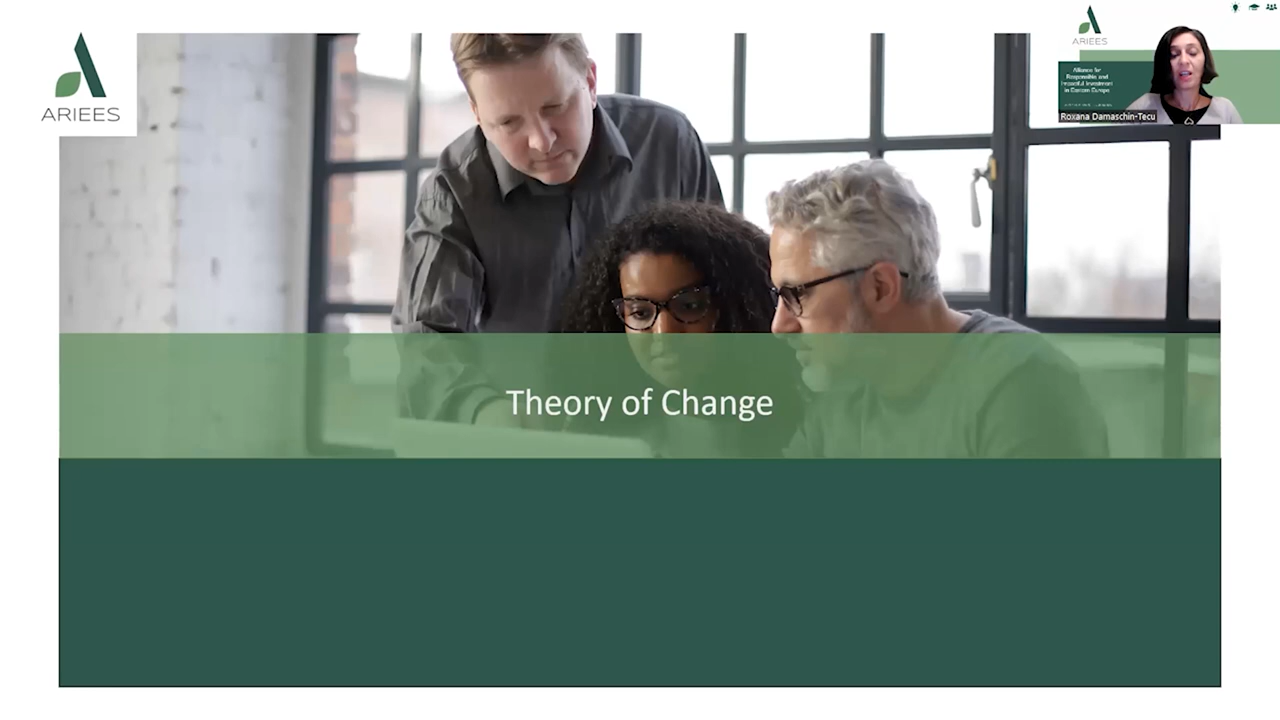 ARIEES
ARIEES
Alliance for
Responsible and
Impactful Investment
in Eastern Europe
Roxana Damaschin-Tecu
Theory of Change